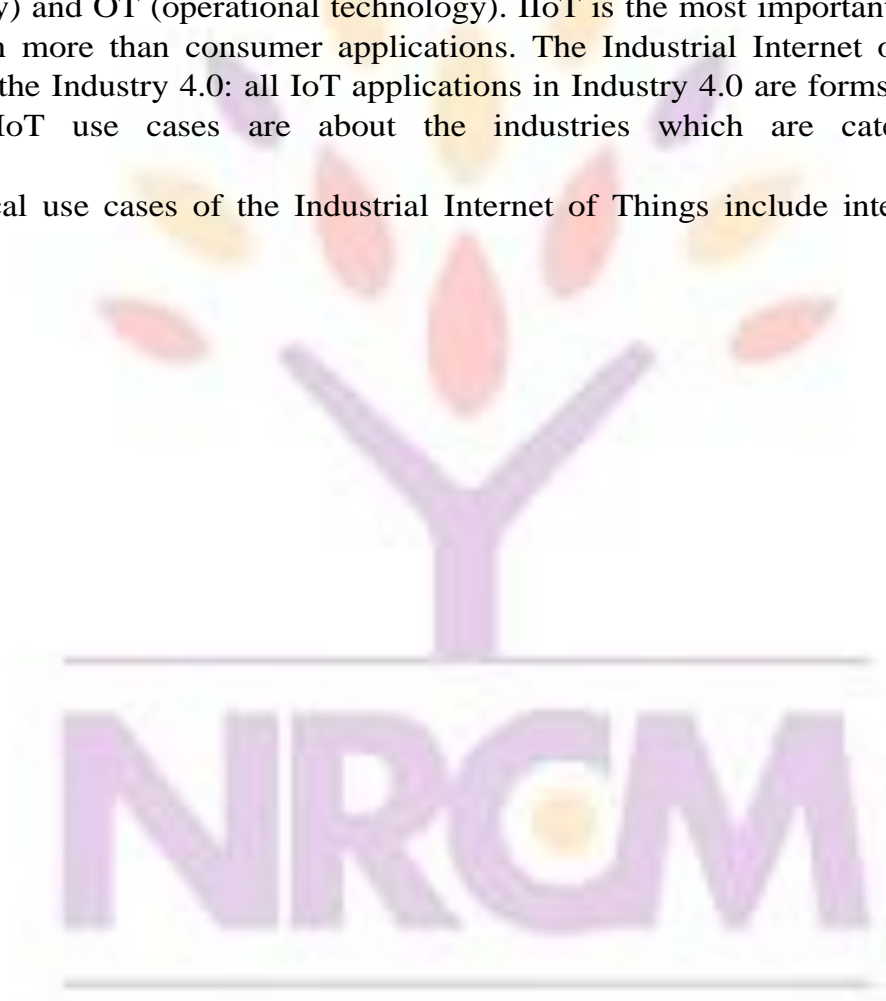 y) and OT (operational technology). IIoT is the most important
more than consumer applications. The Industrial Internet o
the Industry 4.0: all IoT applications in Industry 4.0 are forms
IoT use cases are about the industries which are cat
cal use cases of the Industrial Internet of Things include inte
NRCM